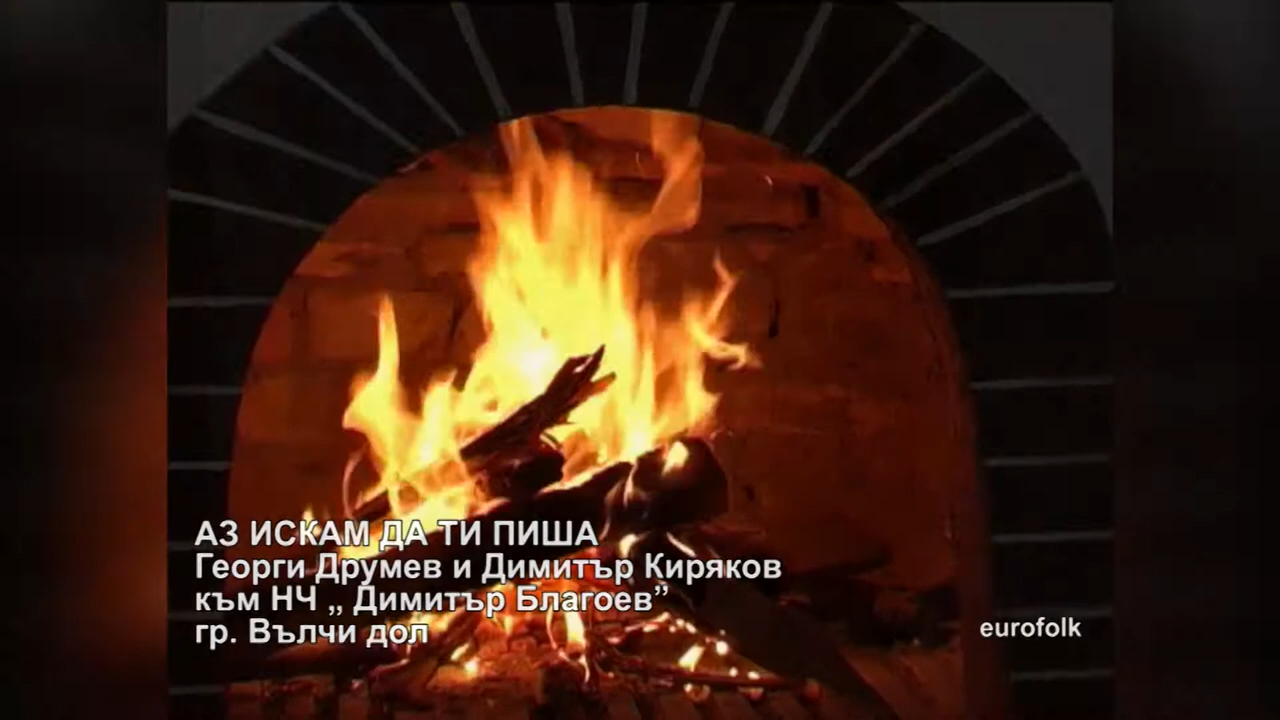 АЗ ИСКАМ ДА ТИ ПИША
Георги Друмев и Димитър Киряков
към НЧ „ Димитър Благоев”
гр. Вълчи дол
eurofolk